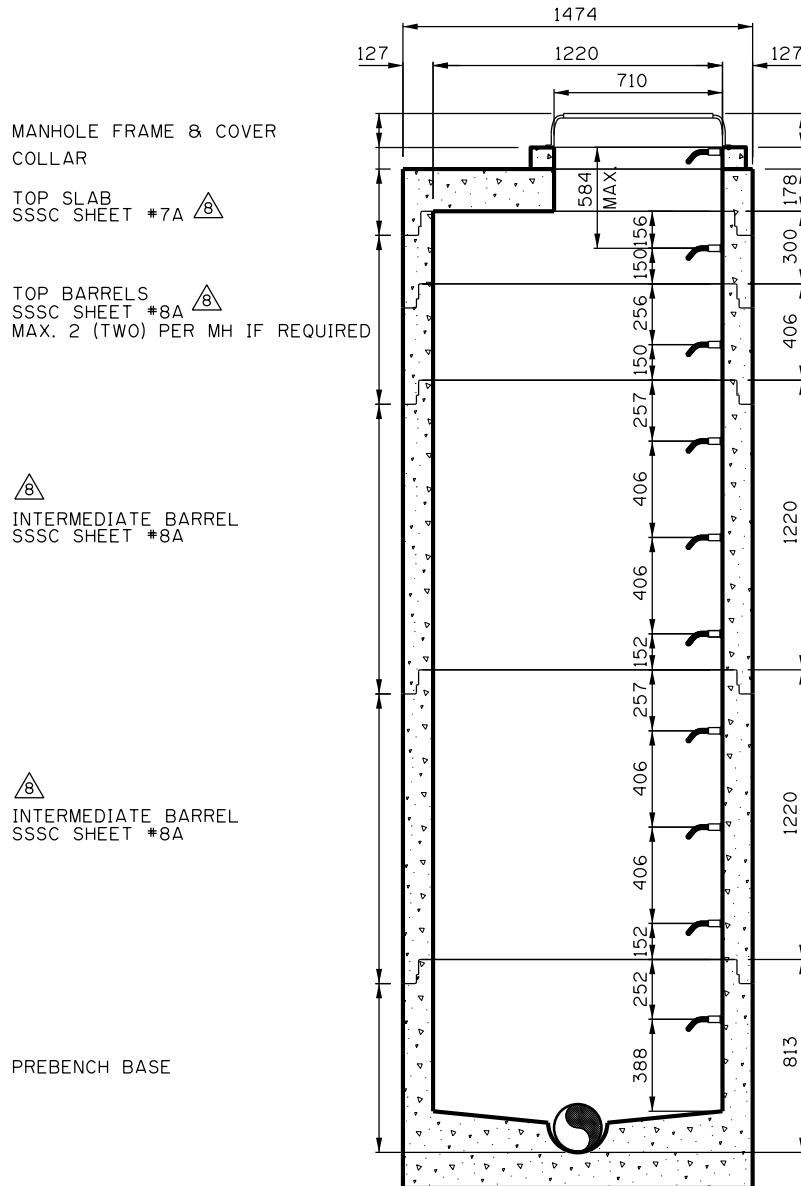 1474
127
1220
127
710
MANHOLE FRAME & COVER
COLLAR
584
MAX.
178
TOP SLAB
SSSC SHEET #7A 8
156
300
150
TOP BARRELS
SSSC SHEET #8A 8
MAX. 2 (TWO) PER MH IF REQUIRED
256
406
150
257
8
INTERMEDIATE BARREL
SSSC SHEET #8A
406
1220
406
152
257
8
INTERMEDIATE BARREL
SSSC SHEET #8A
406
1220
406
152
252
PREBENCH BASE
388
813